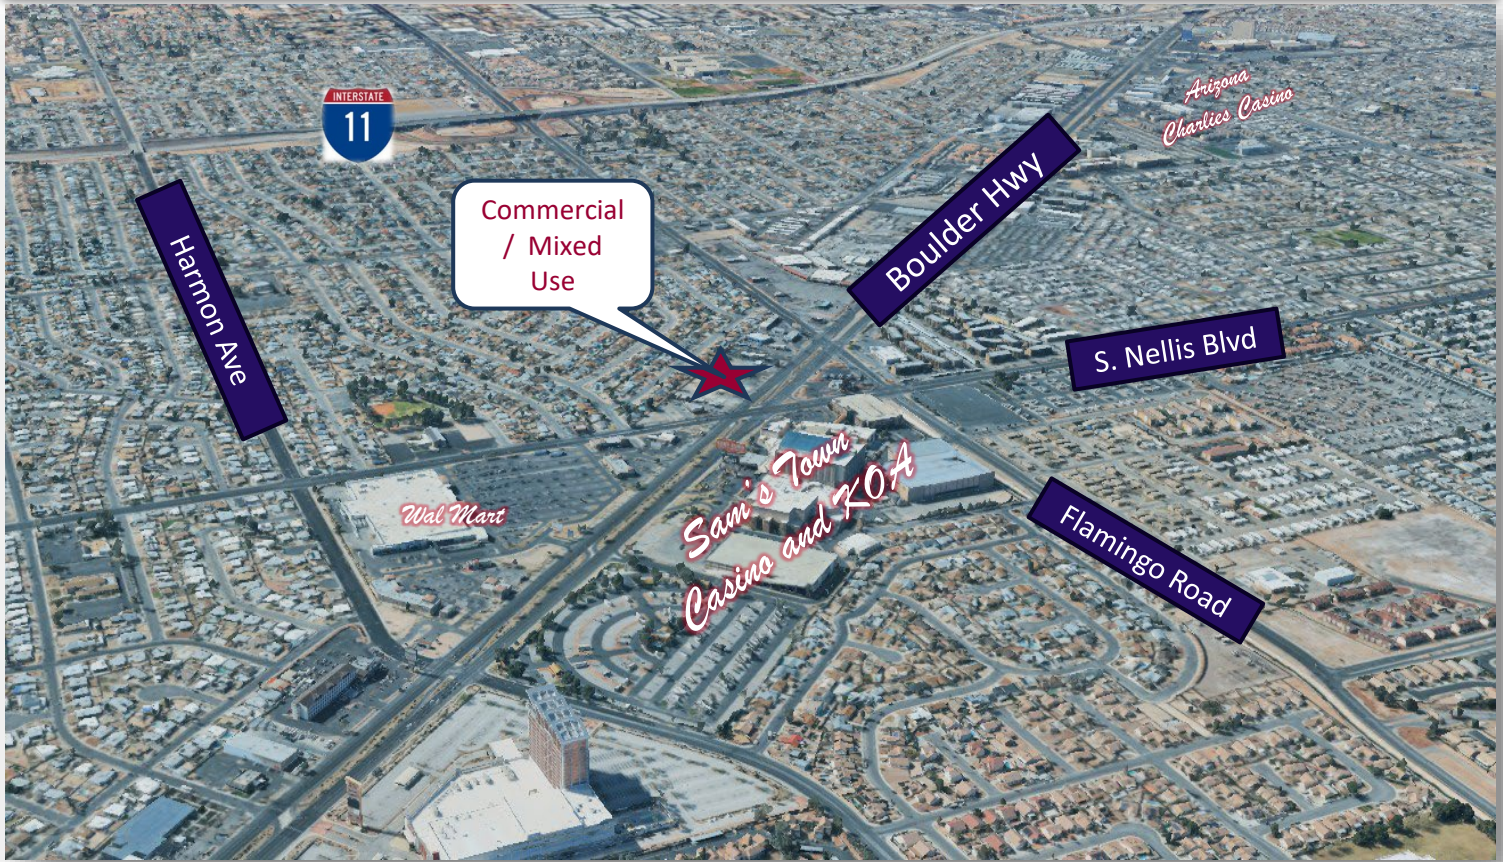 Arizona
Charlies Casino
INTERSTATE
11
Boulder Hwy
Commercial
/ Mixed
Use
Harmon Ave
S. Nellis Blvd
Sam's Town
Casino and KOA
Wal Mart
Flamingo Road